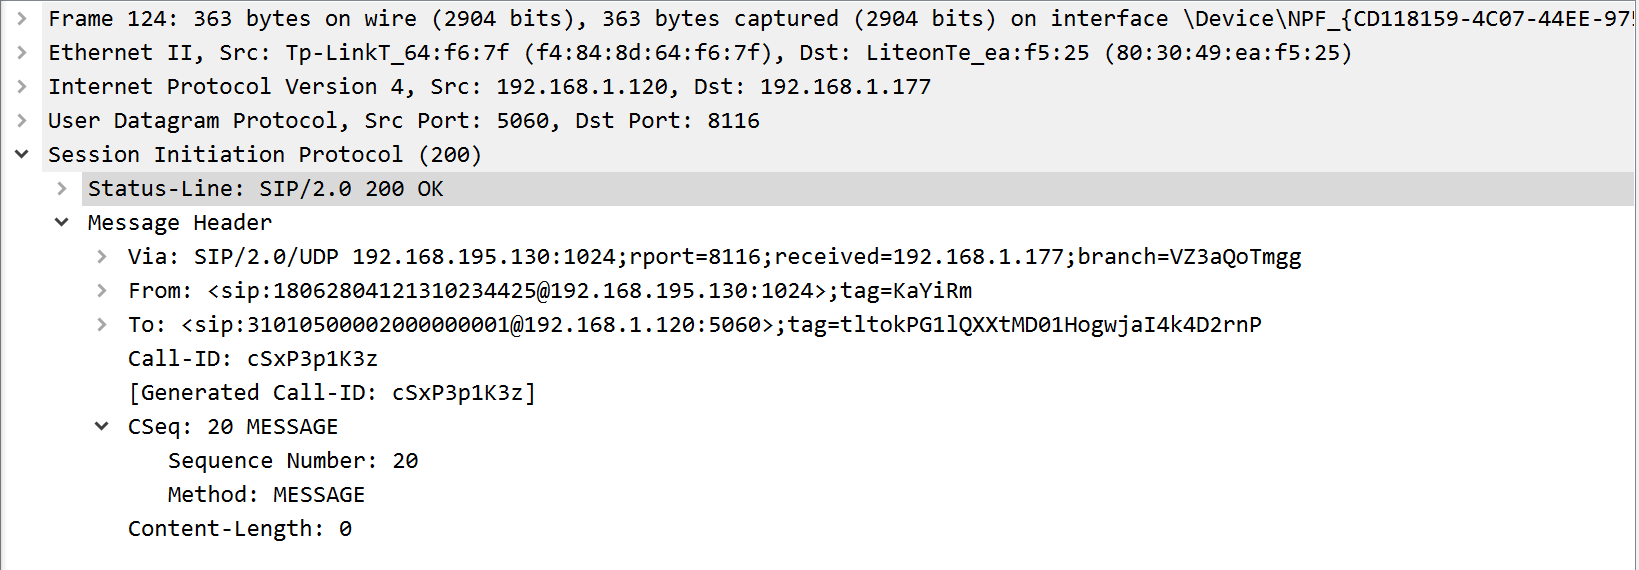 Frame 124: 363 bytes on wire (2904 bits), 363 bytes captured (2904 bits) on interface \Device\NPF_{CD118159-4C07-44EE-975
Ethernet II, Src: Tp-LinkT_64:f6:7f (f4:84:8d:64:f6:7f), Dst: LiteonTe_ea:f5:25 (80:30:49:ea:f5:25)
Internet Protocol Version 4, Src: 192.168.1.120, Dst: 192.168.1.177
User Datagram Protocol, Src Port: 5060, Dst Port: 8116
Session Initiation Protocol (200)
Status-Line: SIP/2.0 200 OK
Message Header
Via: SIP/2.0/UDP 192.168.195.130:1024;rport=8116;received=192.168.1.177;branch=VZ3aQoTmgg
From: <sip:18062804121310234425@192.168.195.130:1024>;tag=KaYiRm
To: <sip:31010500002000000001@192.168.1.120:5060>;tag=tltokPG1lQXXtMD01HogwjaI4k4D2rnP
Call-ID: cSxP3p1K3z
[Generated Call-ID: cSxP3p1K3z]
CSeq: 20 MESSAGE
Sequence Number: 20
Method: MESSAGE
Content-Length: 0